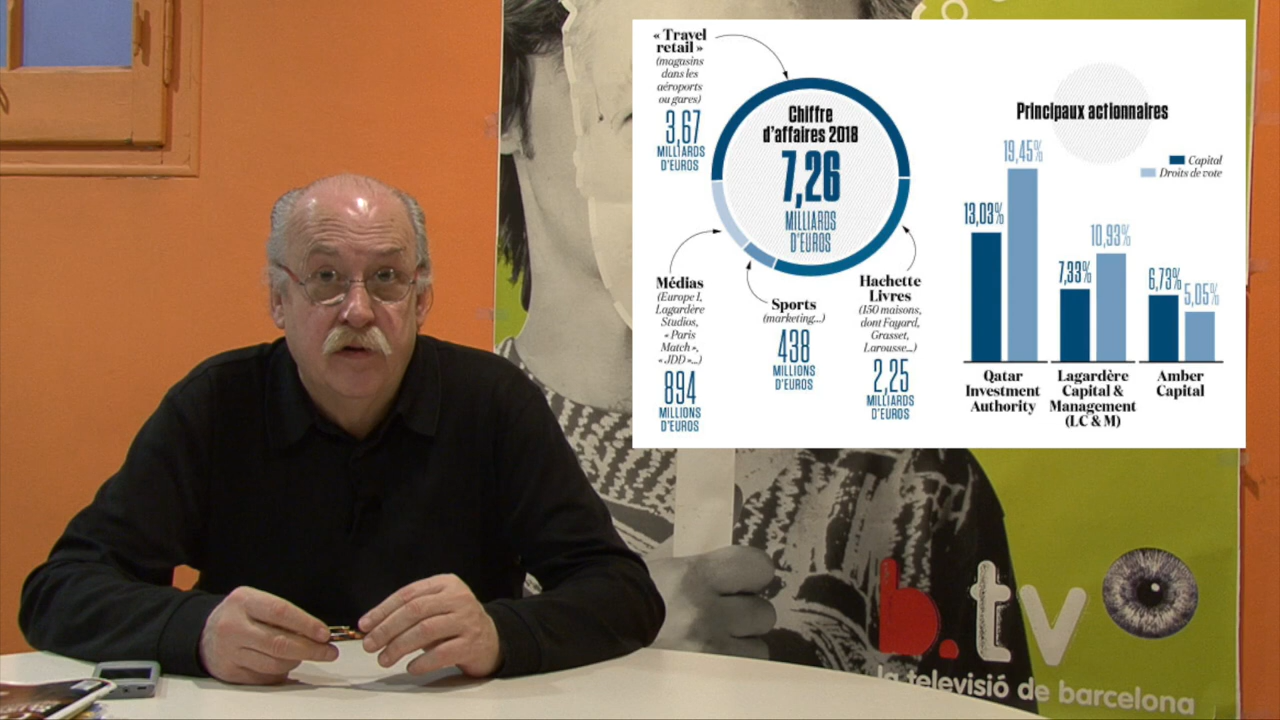 « Travel
retail »
(magasins
dans les
aéroports
ou gares)
3,67
MILLIARDS
D'EUROS
Chiffre
d'affaires 2018
7,26
MILLIARDS
D'EUROS
Médias
(Europe 1,
Lagardère
Studios,
« Paris
Match »,
« JDD »...)
894
MILLIONS
D'EUROS
Sports
(marketing...)
438
MILLIONS
D'EUROS
Hachette
Livres
(150 maisons,
dont Fayard,
Grasset,
Larousse...)
2,25
MILLIARDS
D'EUROS
Principaux actionnaires
Capital
Droits de vote
13,03%
19,45%
Qatar
Investment
Authority
7,33%
10,93%
Lagardère
Capital &
Management
(LC & M)
6,73%
5,05%
Amber
Capital
b.tv
la televisió de barcelona